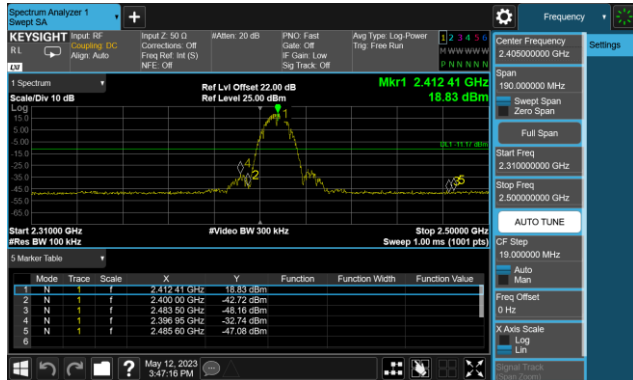 Spectrum Analyzer 1
Swept SA
Frequency
KEYSIGHT
Input: RF
Input Z: 50 Ω
#Atten: 20 dB
PNO: Fast
Avg Type: Log-Power
1 2 3 4 5 6
RL
Coupling: DC
Corrections: Off
Gate: Off
Trig: Free Run
M W W W W W
Align: Auto
Freq Ref: Int (S)
IF Gain: Low
P N N N N N
NFE: Off
Sig Track: Off
LXI
1 Spectrum
Ref Lvl Offset 22.00 dB
Mkr1 2.412 41 GHz
Scale/Div 10 dB
Ref Level 25.00 dBm
18.83 dBm
Log
15.0
5.00
-5.00
-15.0
-25.0
-35.0
-45.0
-55.0
-65.0
1
DL1 -11.17 dBm
4
2
Start 2.31000 GHz
#Video BW 300 kHz
Stop 2.50000 GHz
#Res BW 100 kHz
Sweep 1.00 ms (1001 pts)
5 Marker Table
Mode Trace Scale X Y Function Function Width Function Value
1 N 1 f 2.412 41 GHz 18.83 dBm
2 N 1 f 2.400 00 GHz -42.72 dBm
3 N 1 f 2.483 50 GHz -48.16 dBm
4 N 1 f 2.396 95 GHz -32.74 dBm
5 N 1 f 2.485 60 GHz -47.08 dBm
6
May 12, 2023
3:47:16 PM
Center Frequency
2.405000000 GHz
Settings
Span
190.000000 MHz
Swept Span
Zero Span
Full Span
Start Freq
2.310000000 GHz
Stop Freq
2.500000000 GHz
AUTO TUNE
CF Step
19.000000 MHz
Auto
Man
Freq Offset
0 Hz
X Axis Scale
Log
Lin
Signal Track
(Span Zoom)